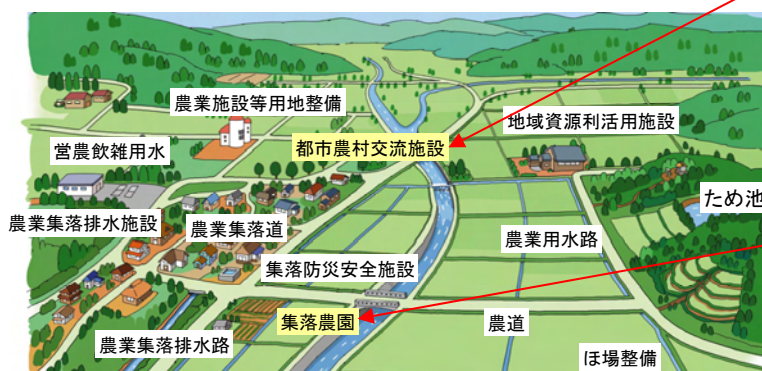 農業施設等用地整備
地域資源利活用施設
営農飲雑用水
都市農村交流施設
ため池
農業集落排水施設
農業集落道
農業用水路
集落防災安全施設
集落農園
農道
農業集落排水路
ほ場整備